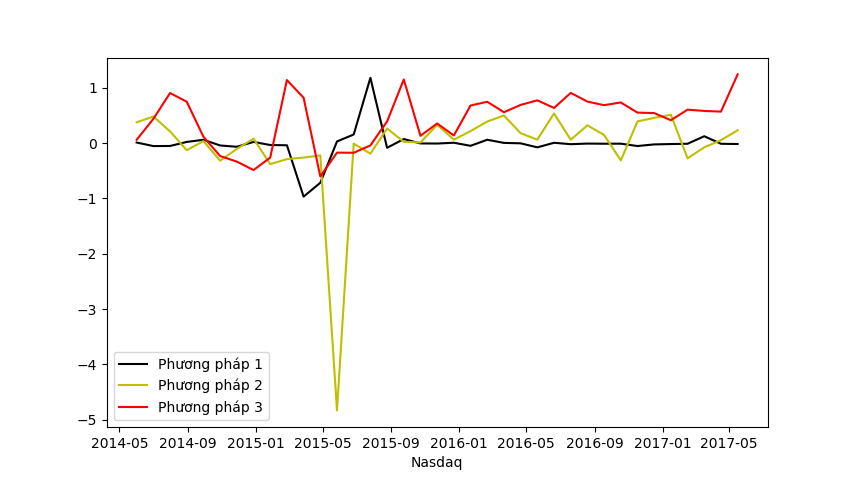 1
0
−1
−2
−3
−4
−5
Phương pháp 1
Phương pháp 2
Phương pháp 3
2014-05 2014-09 2015-01 2015-05 2015-09 2016-01 2016-05 2016-09 2017-01 2017-05
Nasdaq